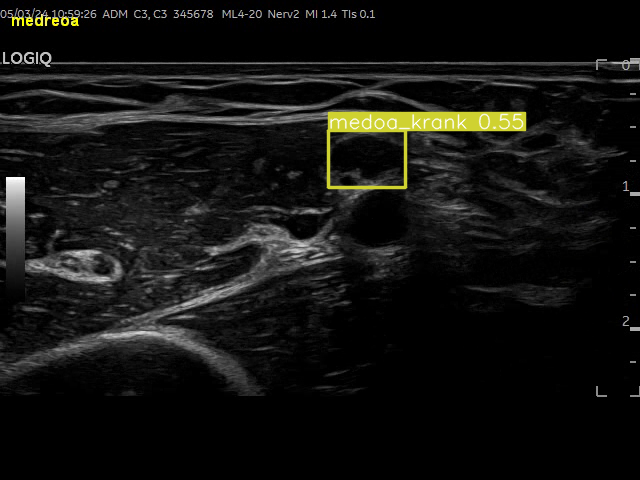 05/03/24 10:59:26 ADM C3, C3 345678 ML4-20 Nerv2 MI 1.4 TIs 0.1
medreoa
LOGIQ
0
medoa_krank 0.55
1
2